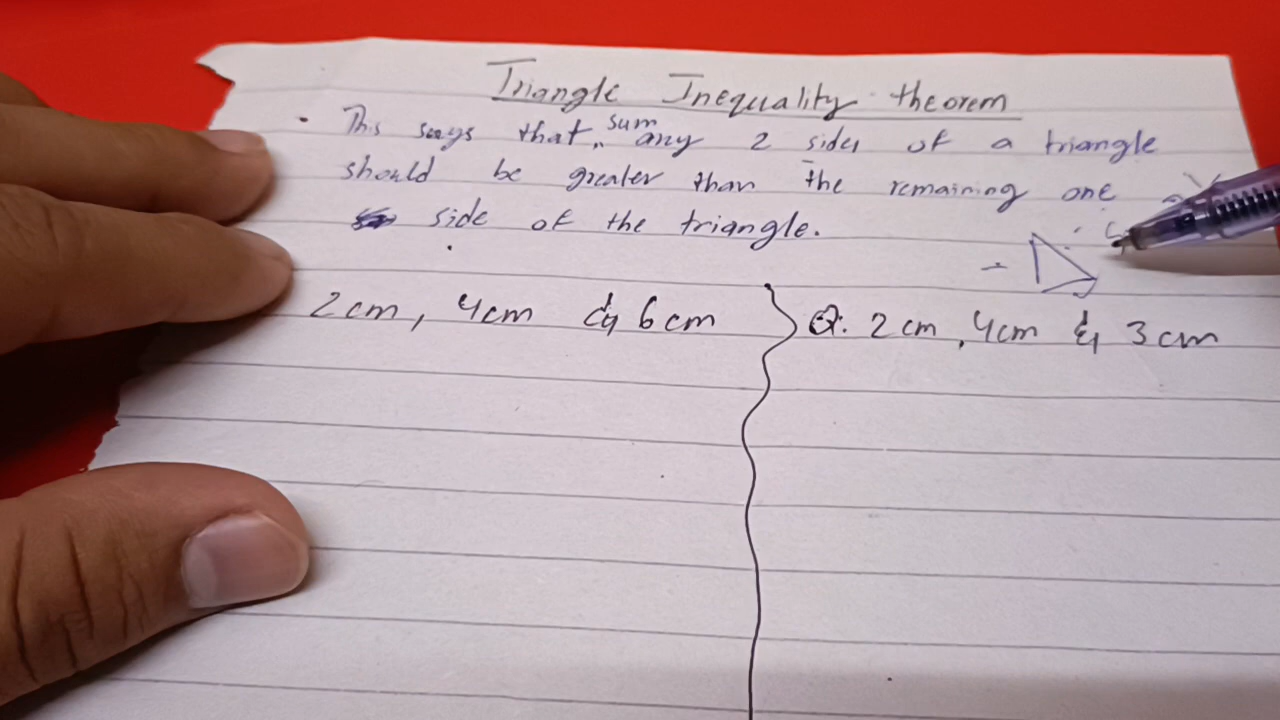 Triangle Inequality theorem
• This says that, sum any 2 sides of a triangle
should be greater than the remaining one
side of the triangle.
2cm, 4cm & 6cm
Q. 2cm, 4cm & 3cm